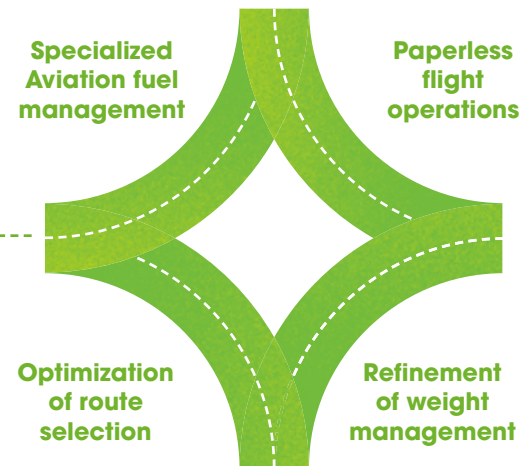 Specialized
Aviation fuel
management
Paperless
flight
operations
Optimization
of route
selection
Refinement
of weight
management